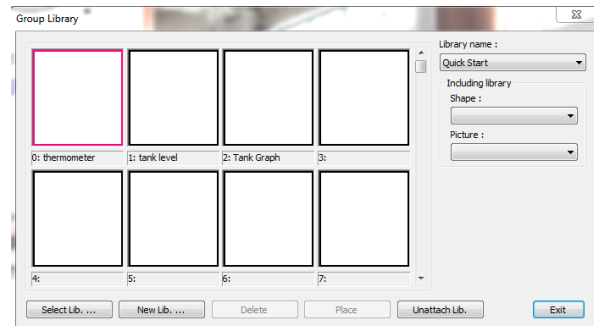 Group Library
Library name :
Quick Start
Including library
Shape :
Picture :
0: thermometer
1: tank level
2: Tank Graph
3:
4:
5:
6:
7:
Select Lib. ...
New Lib. ...
Delete
Place
Unattach Lib.
Exit